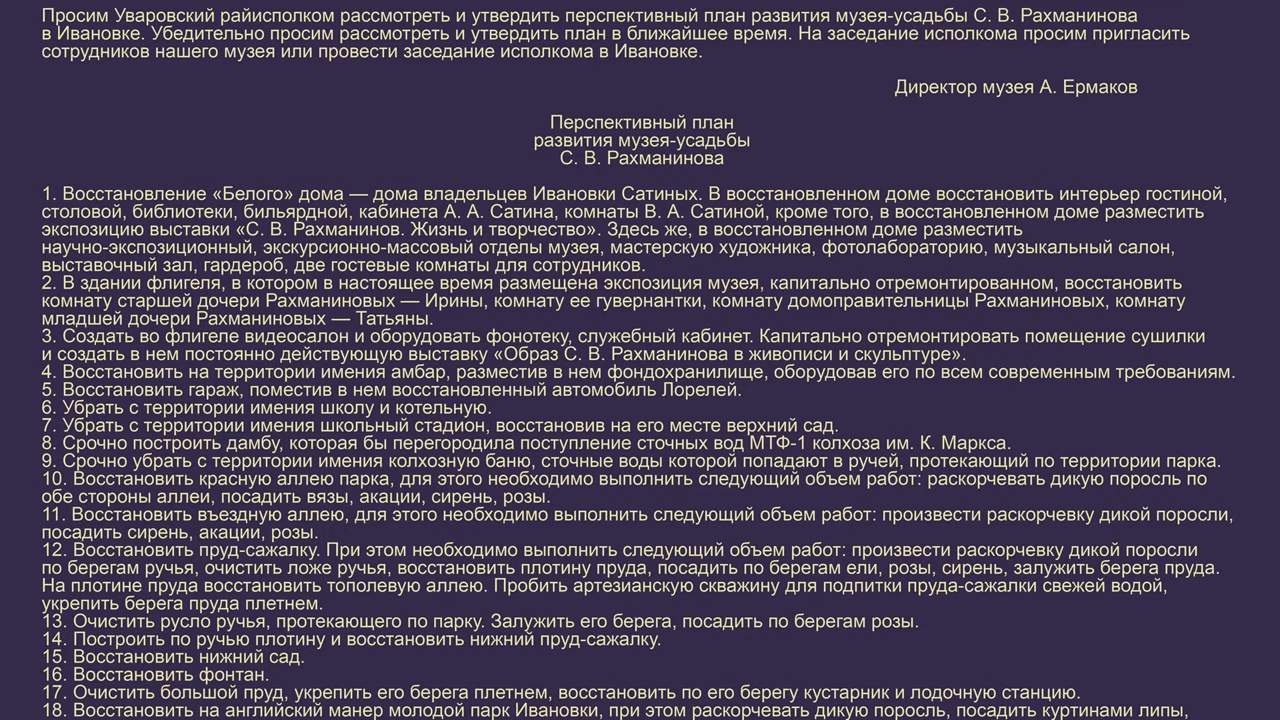 Просим Уваровский райисполком рассмотреть и утвердить перспективный план развития музея-усадьбы С. В. Рахманинова
в Ивановке. Убедительно просим рассмотреть и утвердить план в ближайшее время. На заседание исполкома просим пригласить
сотрудников нашего музея или провести заседание исполкома в Ивановке.
Директор музея А. Ермаков
Перспективный план
развития музея-усадьбы
С. В. Рахманинова
1. Восстановление «Белого» дома — дома владельцев Ивановки Сатиных. В восстановленном доме восстановить интерьер гостиной,
столовой, библиотеки, бильярдной, кабинета А. А. Сатина, комнаты В. А. Сатиной, кроме того, в восстановленном доме разместить
экспозицию выставки «С. В. Рахманинов. Жизнь и творчество». Здесь же, в восстановленном доме разместить
научно-экспозиционный, экскурсионно-массовый отделы музея, мастерскую художника, фотолабораторию, музыкальный салон,
выставочный зал, гардероб, две гостевые комнаты для сотрудников.
2. В здании флигеля, в котором в настоящее время размещена экспозиция музея, капитально отремонтированном, восстановить
комнату старшей дочери Рахманиновых — Ирины, комнату ее гувернантки, комнату домоправительницы Рахманиновых, комнату
младшей дочери Рахманиновых — Татьяны.
3. Создать во флигеле видеосалон и оборудовать фонотеку, служебный кабинет. Капитально отремонтировать помещение сушилки
и создать в нем постоянно действующую выставку «Образ С. В. Рахманинова в живописи и скульптуре».
4. Восстановить на территории имения амбар, разместив в нем фондохранилище, оборудовав его по всем современным требованиям.
5. Восстановить гараж, поместив в нем восстановленный автомобиль Лорелей.
6. Убрать с территории имения школу и котельную.
7. Убрать с территории имения школьный стадион, восстановив на его месте верхний сад.
8. Срочно построить дамбу, которая бы перегородила поступление сточных вод МТФ-1 колхоза им. К. Маркса.
9. Срочно убрать с территории имения колхозную баню, сточные воды которой попадают в ручей, протекающий по территории парка.
10. Восстановить красную аллею парка, для этого необходимо выполнить следующий объем работ: раскорчевать дикую поросль по
обе стороны аллеи, посадить вязы, акации, сирень, розы.
11. Восстановить въездную аллею, для этого необходимо выполнить следующий объем работ: произвести раскорчевку дикой поросли,
посадить сирень, акации, розы.
12. Восстановить пруд-сажалку. При этом необходимо выполнить следующий объем работ: произвести раскорчевку дикой поросли
по берегам ручья, очистить ложе ручья, восстановить плотину пруда, посадить по берегам ели, розы, сирень, залужить берега пруда.
На плотине пруда восстановить тополевую аллею. Пробить артезианскую скважину для подпитки пруда-сажалки свежей водой,
укрепить берега пруда плетнем.
13. Очистить русло ручья, протекающего по парку. Залужить его берега, посадить по берегам розы.
14. Построить по ручью плотину и восстановить нижний пруд-сажалку.
15. Восстановить нижний сад.
16. Восстановить фонтан.
17. Очистить большой пруд, укрепить его берега плетнем, восстановить по его берегу кустарник и лодочную станцию.
18. Восстановить на английский манер молодой парк Ивановки, при этом раскорчевать дикую поросль, посадить куртинами липы,